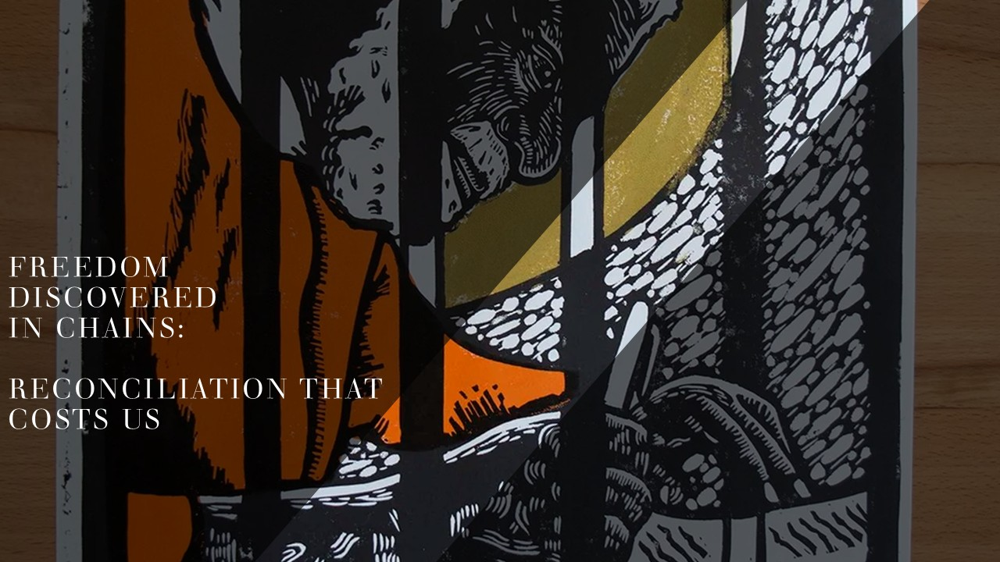 FREEDOM
DISCOVERED
IN CHAINS:
RECONCILIATION THAT
COSTS US